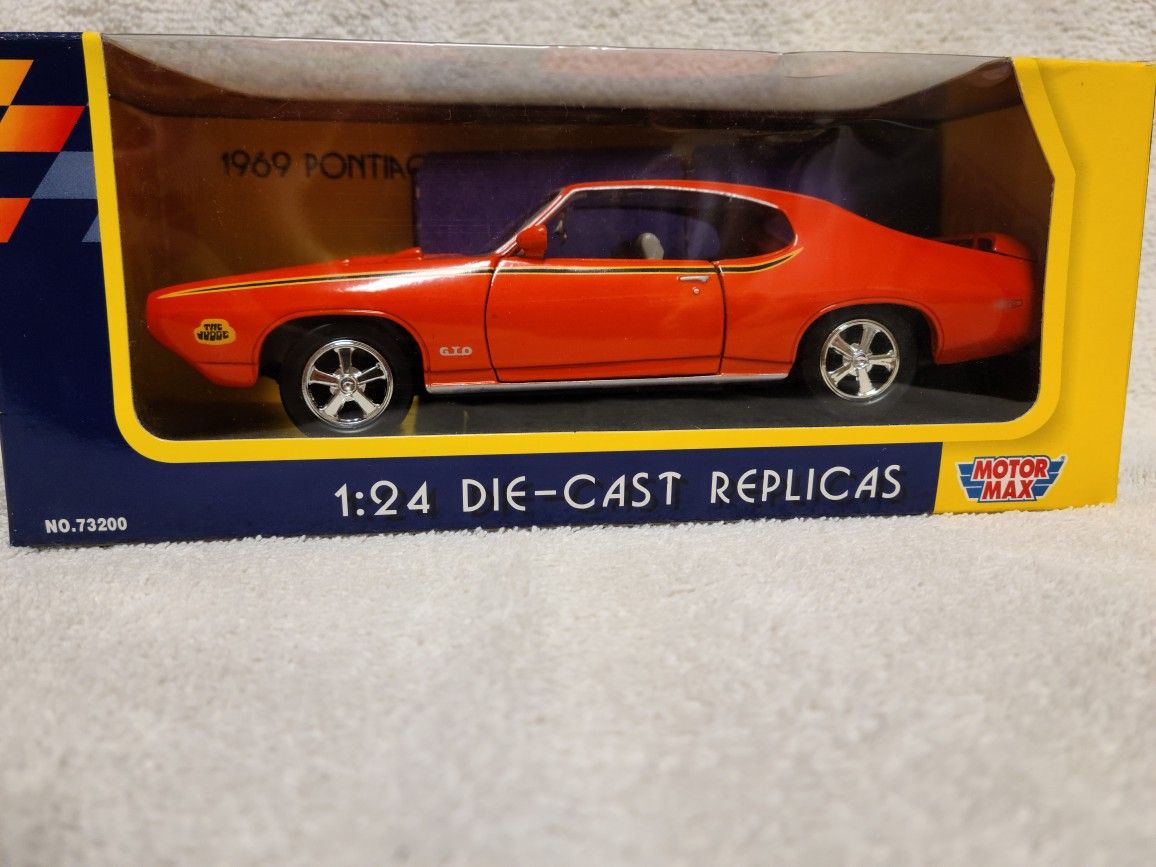 1969 PONTIAC
THE
JUDGE
GTO
1:24 DIE-CAST REPLICAS
MOTOR
MAX
NO.73200